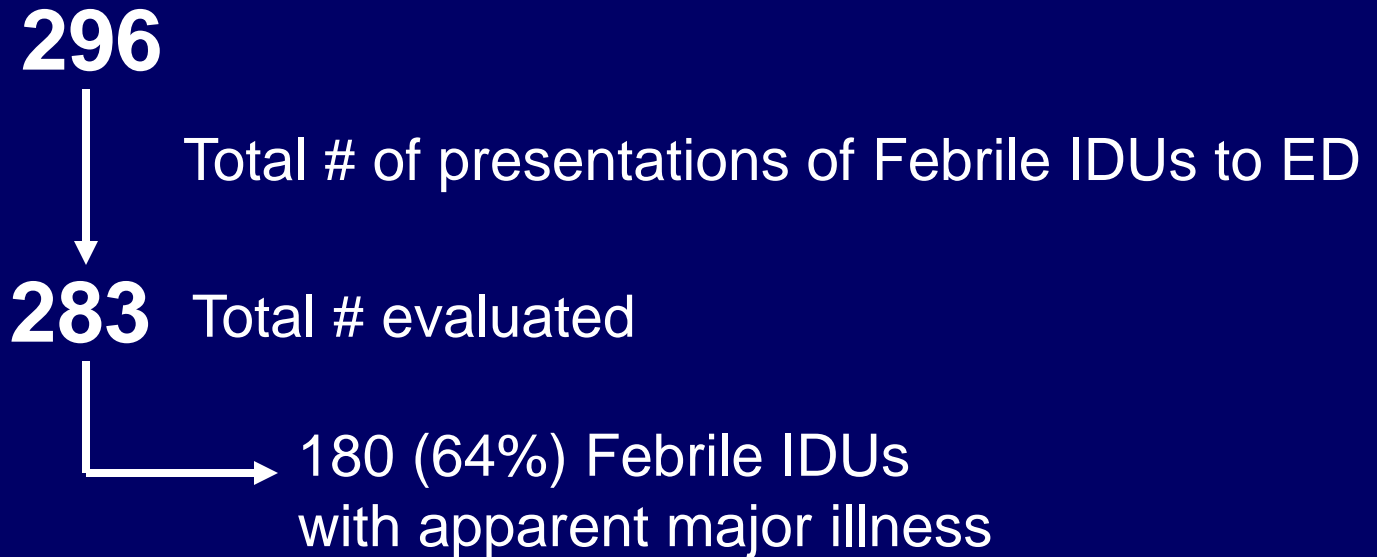 296
Total # of presentations of Febrile IDUs to ED
283 Total # evaluated
180 (64%) Febrile IDUs
with apparent major illness